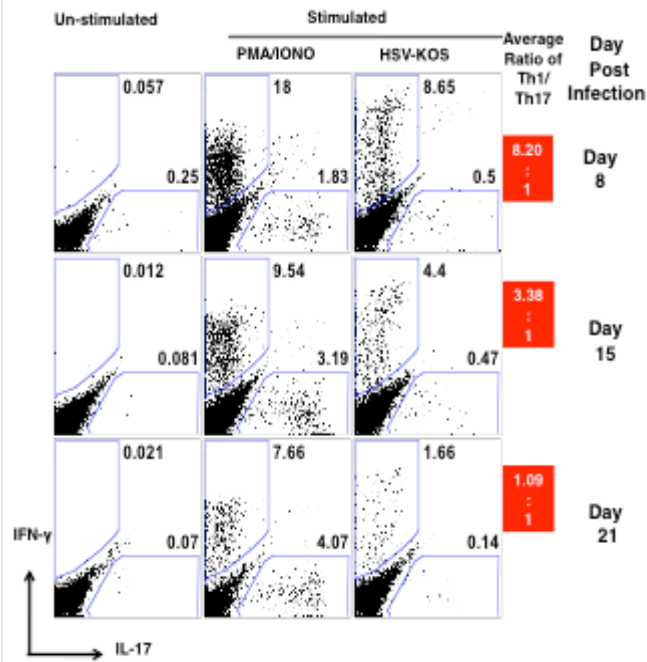 Un-stimulated
Stimulated
PMA/IONO
HSV-KOS
Average
Ratio of
Th1/
Th17
Day
Post
Infection
0.057
0.25
18
1.83
8.65
0.5
8.20
:
1
Day
8
0.012
0.081
9.54
3.19
4.4
0.47
3.38
:
1
Day
15
0.021
0.07
7.66
4.07
1.66
0.14
1.09
:
1
Day
21
IFN-γ
IL-17